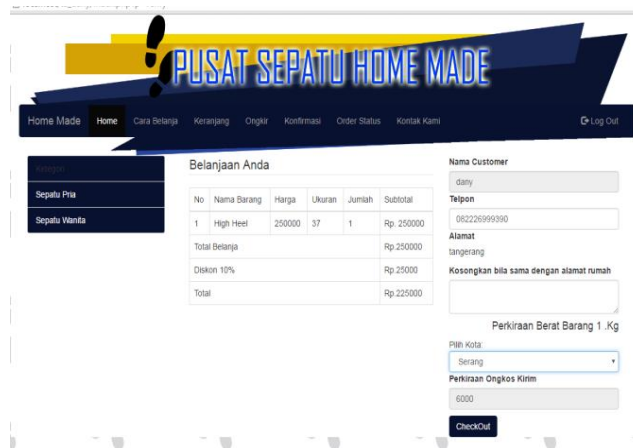 PUSAT SEPATU HOME MADE
Home Made Home Cara Belanja Keranjang Ongkir Konfirmasi Order Status Kontak Kami Log Out
Kategori
Sepatu Pria
Sepatu Wanita
Belanjaan Anda
No Nama Barang Harga Ukuran Jumlah Subtotal
1 High Heel 250000 37 1 Rp. 250000
Total Belanja Rp.250000
Diskon 10% Rp.25000
Total Rp.225000
Nama Customer
dany
Telpon
082226999390
Alamat
tangerang
Kosongkan bila sama dengan alamat rumah
Perkiraan Berat Barang 1 .Kg
Pilih Kota:
Serang
Perkiraan Ongkos Kirim
6000
CheckOut